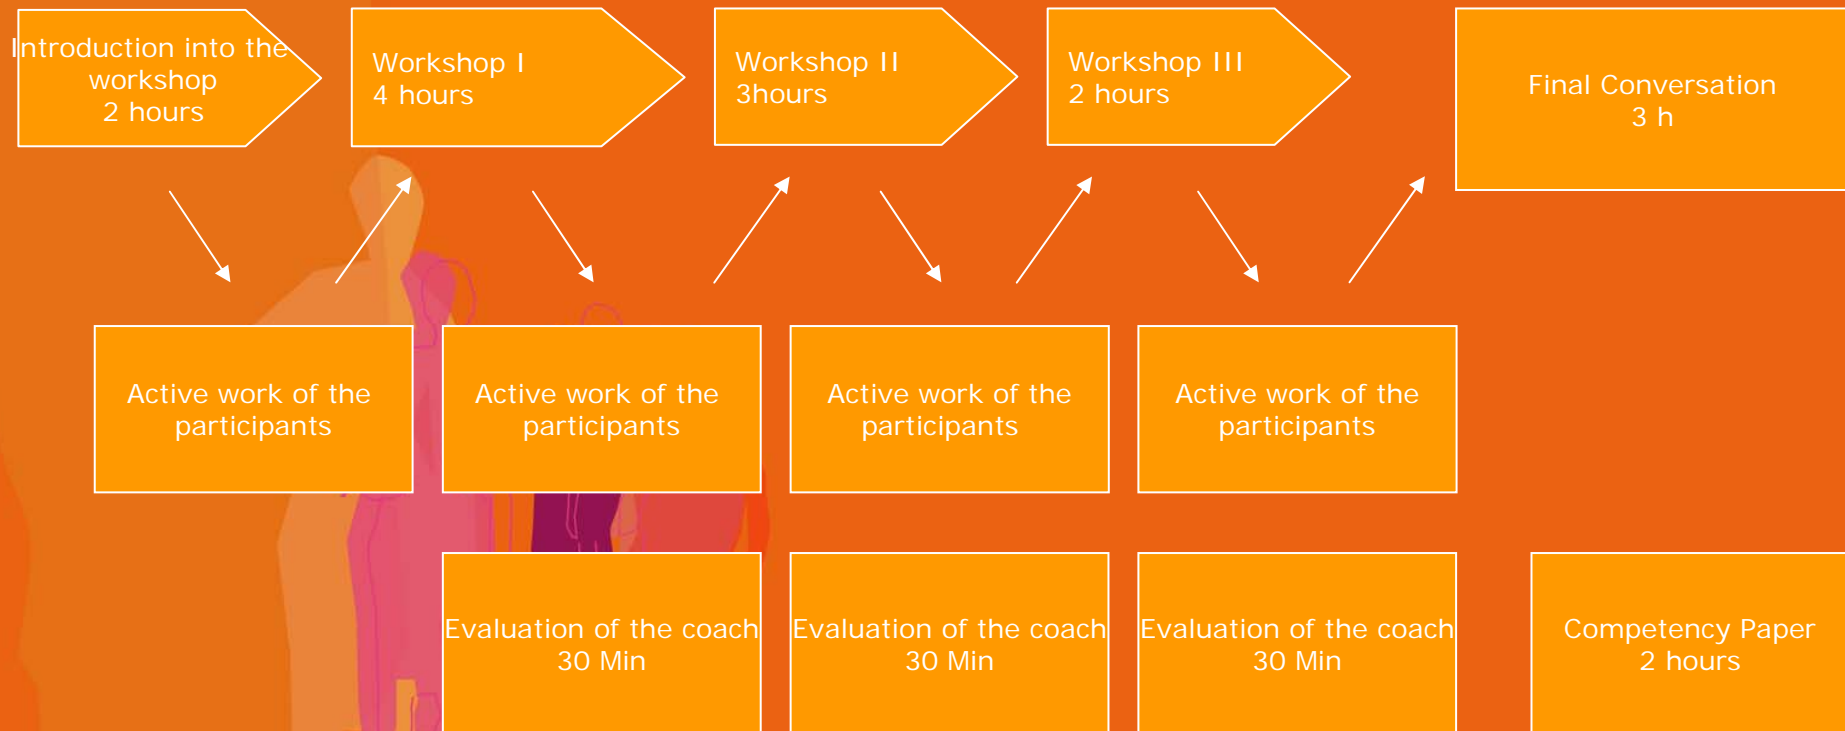 Introduction into the
workshop
2 hours
Workshop I
4 hours
Workshop II
3hours
Workshop III
2 hours
Final Conversation
3 h
Active work of the
participants
Active work of the
participants
Active work of the
participants
Active work of the
participants
Evaluation of the coach
30 Min
Evaluation of the coach
30 Min
Evaluation of the coach
30 Min
Competency Paper
2 hours